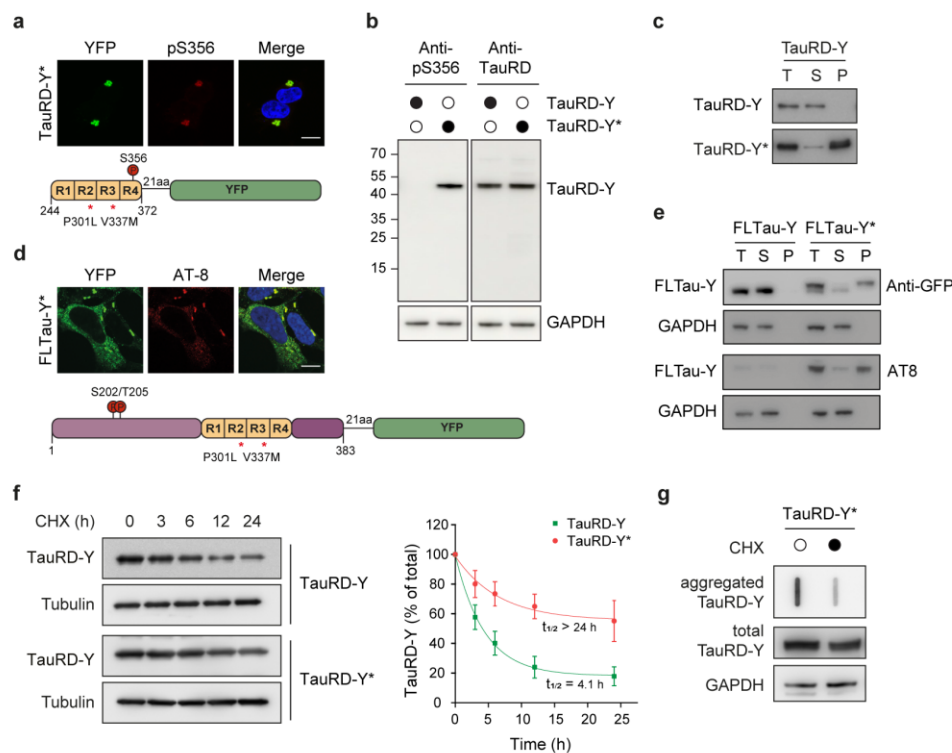 a
YFP pS356 Merge
TauRD-Y*
S356
P
21aa
R1 R2 R3 R4 YFP
* *
244 P301L V337M 372
b
Anti-pS356 Anti-TauRD
TauRD-Y
TauRD-Y*
70
50
40
30
25
15
TauRD-Y
GAPDH
c
TauRD-Y
T S P
TauRD-Y
TauRD-Y*
d
YFP AT-8 Merge
FLTau-Y*
S202/T205
P P
21aa
R1 R2 R3 R4 YFP
* *
1 P301L V337M 383
e
FLTau-Y FLTau-Y*
T S P T S P
FLTau-Y Anti-GFP
GAPDH
FLTau-Y AT8
GAPDH
f
CHX (h) 0 3 6 12 24
TauRD-Y
Tubulin
TauRD-Y
TauRD-Y
Tubulin
TauRD-Y*
TauRD-Y (% of total)
120
100
80
60
40
20
0
TauRD-Y
TauRD-Y*
t1/2 > 24 h
t1/2 = 4.1 h
0 5 10 15 20 25
Time (h)
g
TauRD-Y*
CHX
aggregated
TauRD-Y
total
TauRD-Y
GAPDH